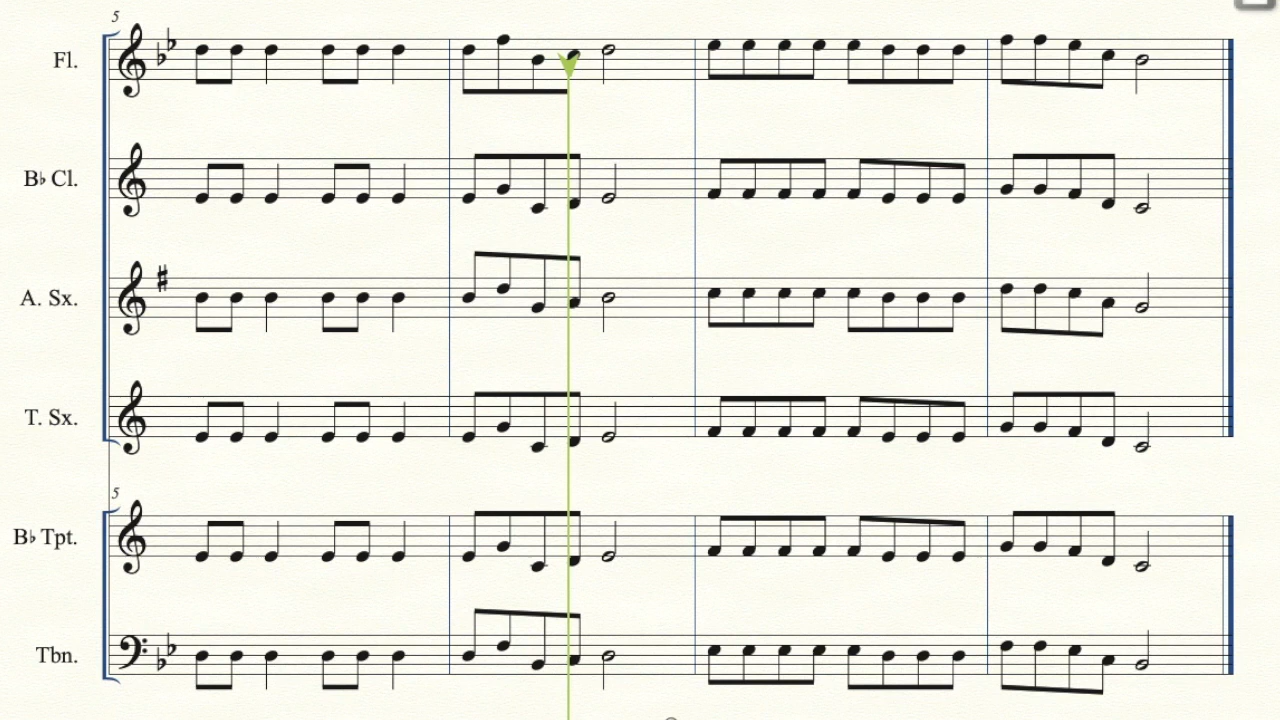 5
Fl.
B♭ Cl.
A. Sx.
T. Sx.
5
B♭ Tpt.
Tbn.